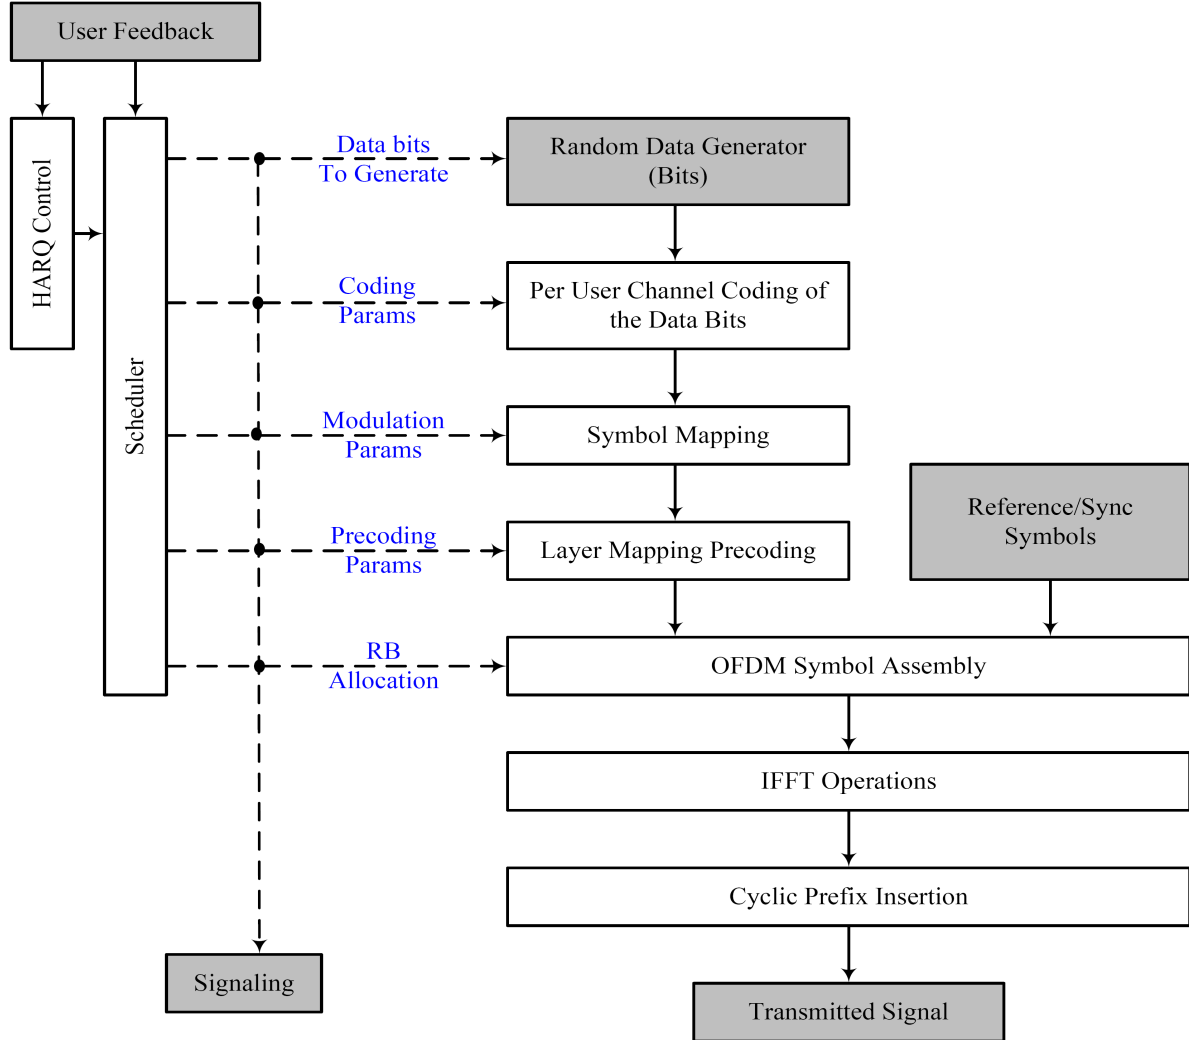 User Feedback
HARQ Control
Scheduler
Data bits
To Generate
Random Data Generator
(Bits)
Coding
Params
Per User Channel Coding of
the Data Bits
Modulation
Params
Symbol Mapping
Reference/Sync
Symbols
Precoding
Params
Layer Mapping Precoding
RB
Allocation
OFDM Symbol Assembly
IFFT Operations
Cyclic Prefix Insertion
Signaling
Transmitted Signal